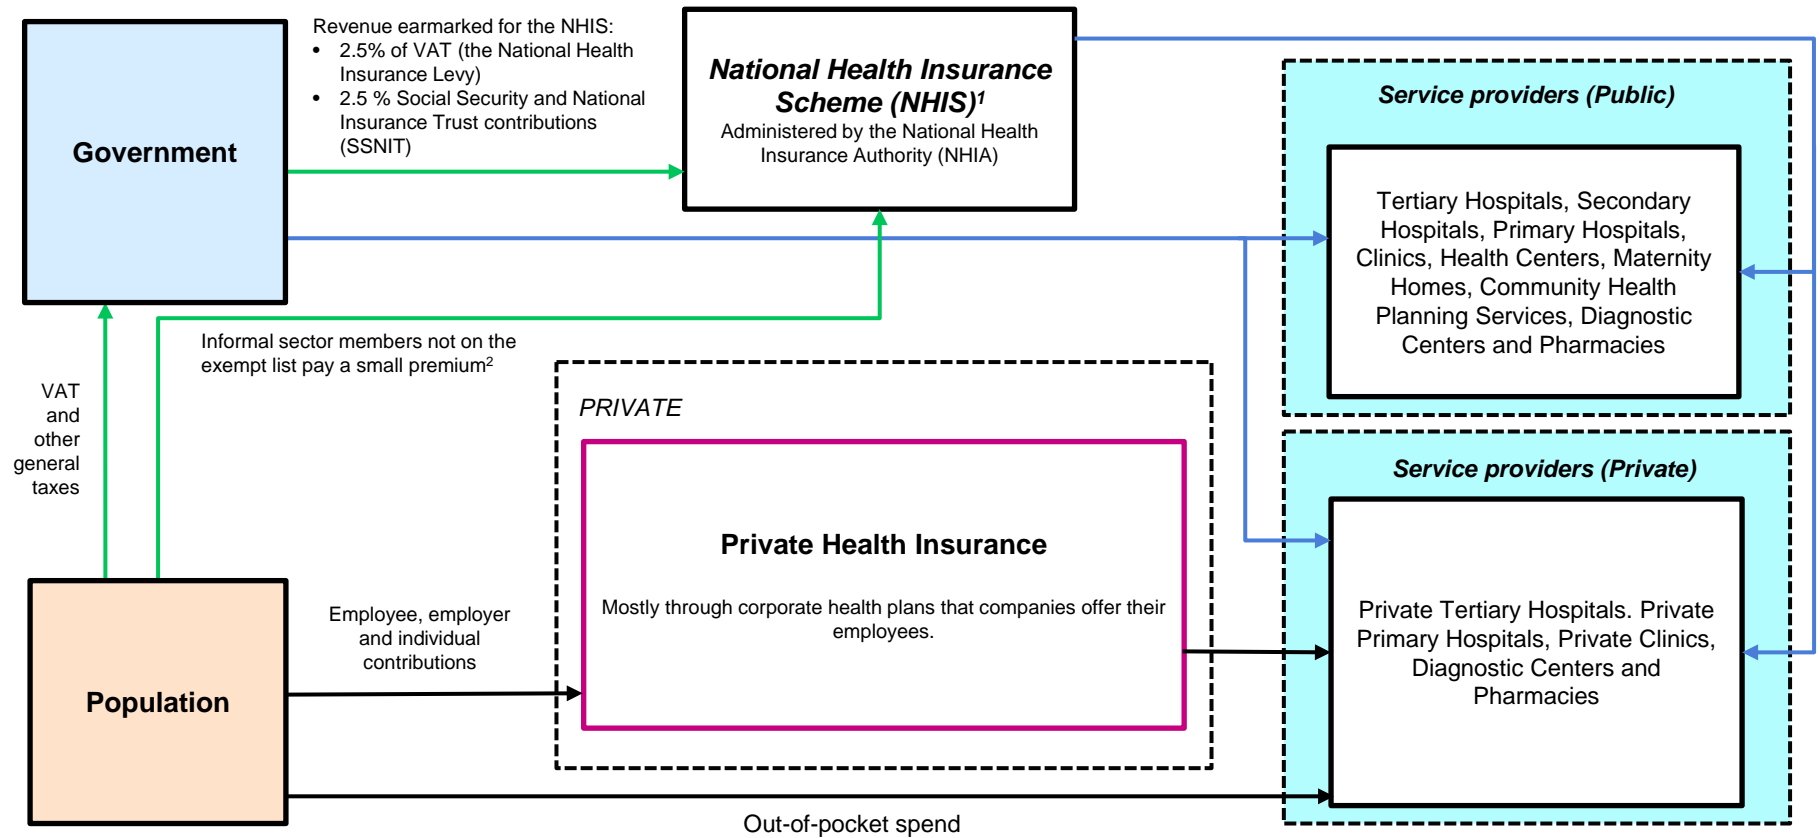 Revenue earmarked for the NHIS:
• 2.5% of VAT (the National Health
Insurance Levy)
• 2.5 % Social Security and National
Insurance Trust contributions
(SSNIT)
Government
National Health Insurance
Scheme (NHIS)¹
Administered by the National Health
Insurance Authority (NHIA)
Service providers (Public)
Tertiary Hospitals, Secondary
Hospitals, Primary Hospitals,
Clinics, Health Centers, Maternity
Homes, Community Health
Planning Services, Diagnostic
Centers and Pharmacies
Informal sector members not on the
exempt list pay a small premium²
VAT
and
other
general
taxes
PRIVATE
Private Health Insurance
Mostly through corporate health plans that companies offer their
employees.
Service providers (Private)
Private Tertiary Hospitals. Private
Primary Hospitals, Private Clinics,
Diagnostic Centers and
Pharmacies
Employee, employer
and individual
contributions
Population
Out-of-pocket spend